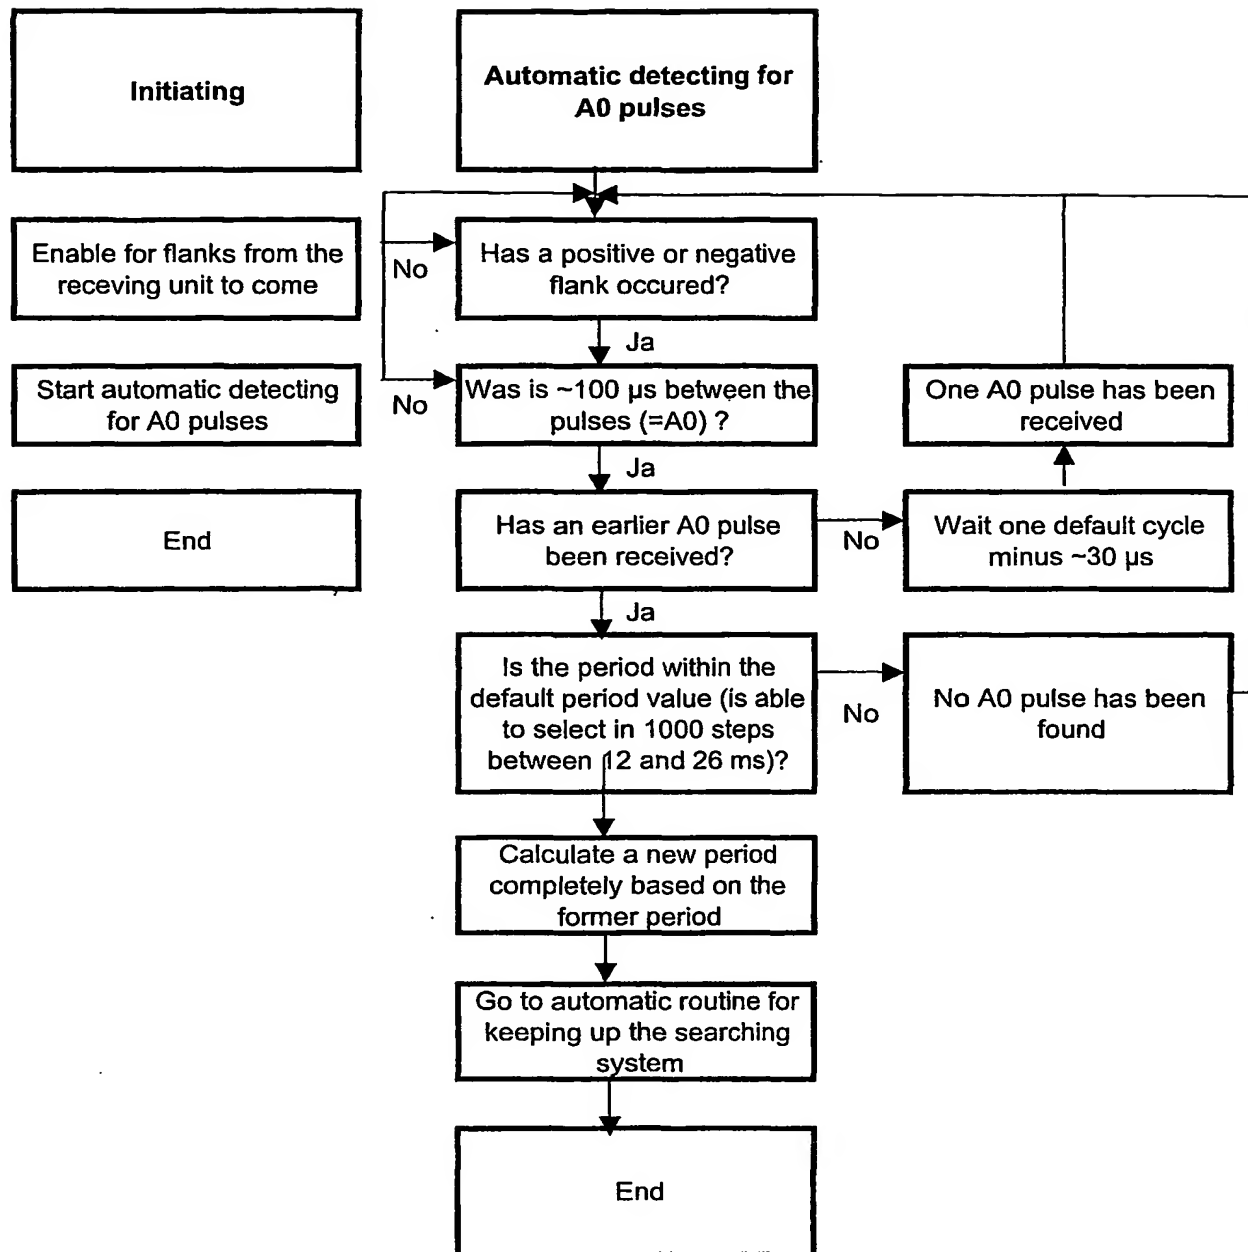 Initiating
Enable for flanks from the
receving unit to come
Start automatic detecting
for A0 pulses
End
Automatic detecting for
A0 pulses
No
Has a positive or negative
flank occured?
Ja
No
Was is ~100 µs between the
pulses (=A0) ?
Ja
Has an earlier A0 pulse
been received?
No
Wait one default cycle
minus ~30 µs
One A0 pulse has been
received
Ja
Is the period within the
default period value (is able
to select in 1000 steps
between 12 and 26 ms)?
No
No A0 pulse has been
found
Calculate a new period
completely based on the
former period
Go to automatic routine for
keeping up the searching
system
End